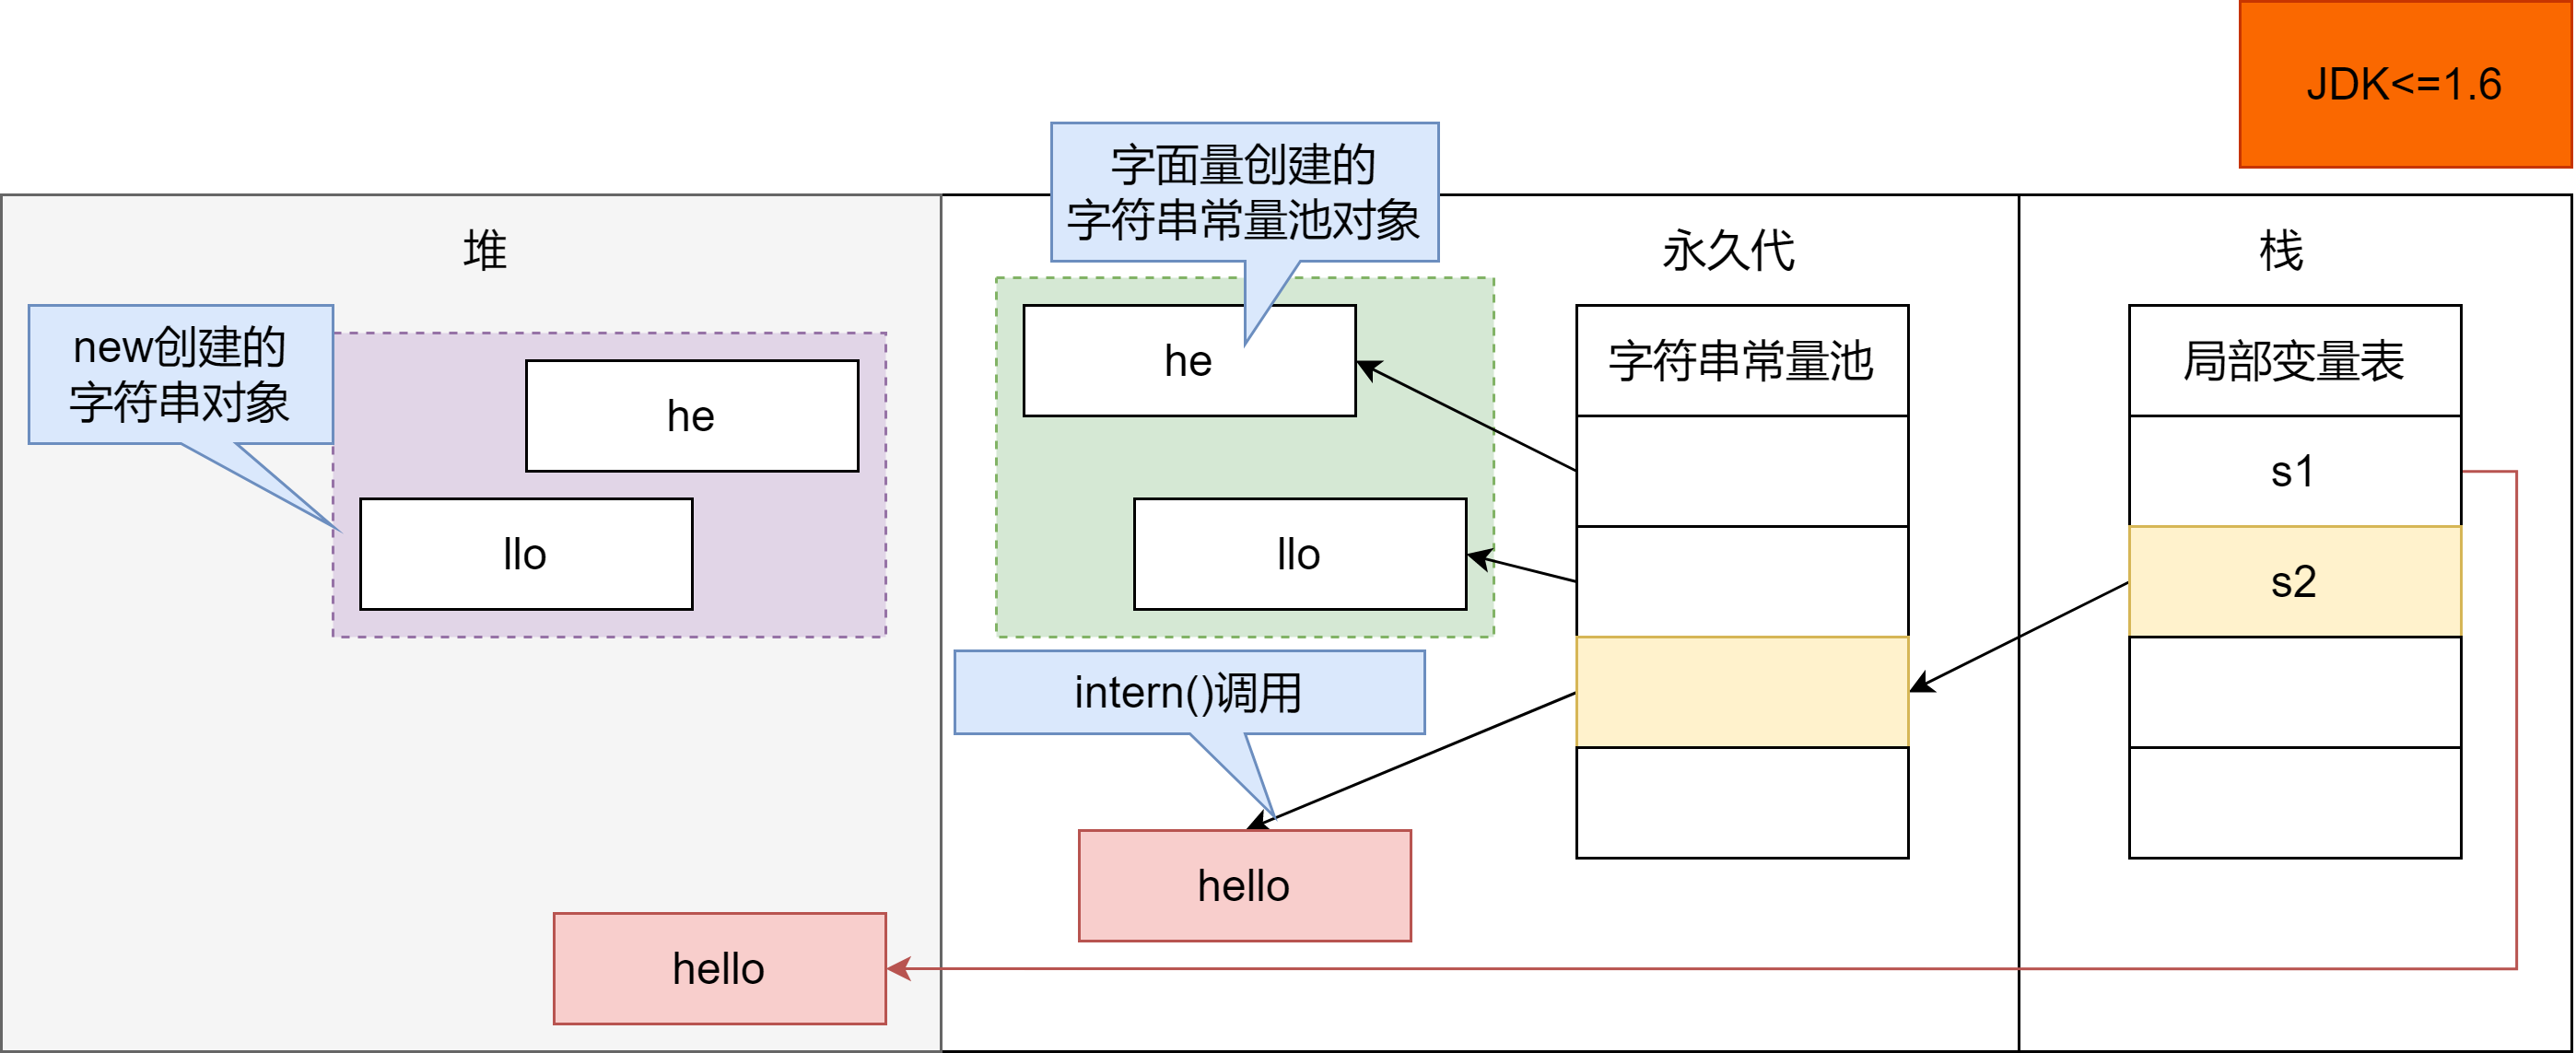 JDK<=1.6
字面量创建的
字符串常量池对象
堆
永久代
栈
new创建的
字符串对象
he
llo
he
llo
字符串常量池
局部变量表
s1
s2
intern()调用
hello
hello